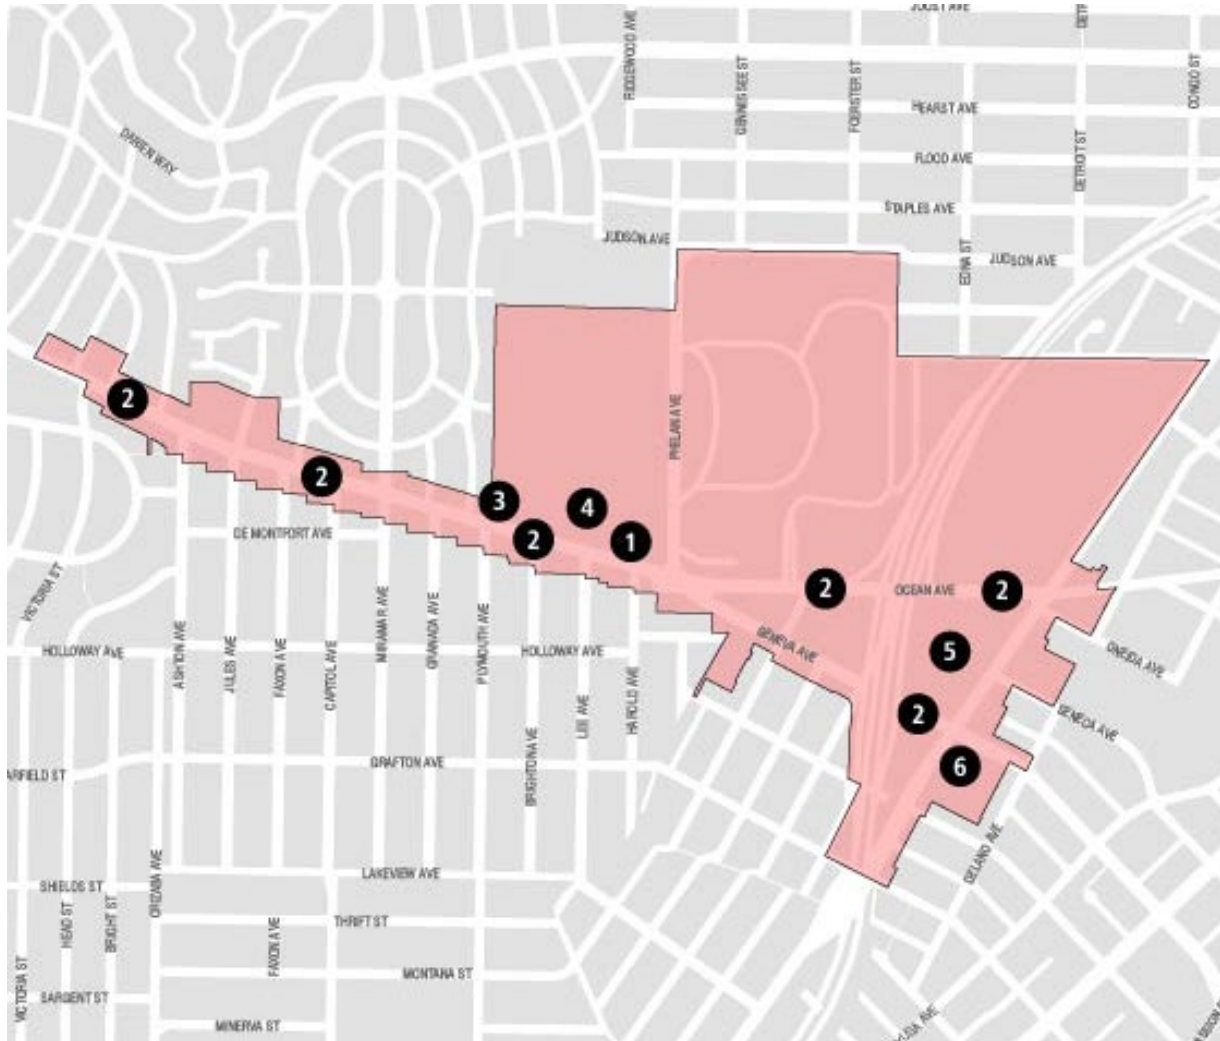 JOOST AVE
RIDGEWOOD AVE
GENNESSEE ST
FOERSTER ST
HEARST AVE
CONGO ST
DETROIT ST
FLOOD AVE
DARIEN WAY
STAPLES AVE
JUDSON AVE
EDNA ST
JUDSON AVE
PHELAN AVE
2
2
3
4
2
1
DE MONTFORT AVE
2
OCEAN AVE
2
VICTORIA ST
HOLLOWAY AVE
ASHTON AVE
JULES AVE
FAXON AVE
CAPITOL AVE
MIRAMAR AVE
GRANADA AVE
PLYMOUTH AVE
HOLLOWAY AVE
GENEVA AVE
5
ONEIDA AVE
LEE AVE
HAROLD AVE
2
SENECA AVE
BRIGHTON AVE
GRAFTON AVE
6
ARFIELD ST
DELANO AVE
LAKEVIEW AVE
SHIELDS ST
ORIZABA AVE
HEAD ST
BRIGHT ST
THRIFT ST
FAXON AVE
MONTANA ST
VICTORIA ST
SARGENT ST
MINERVA ST